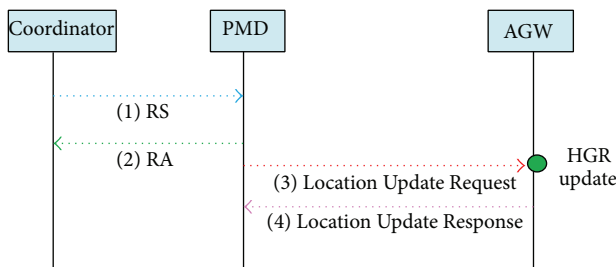 Coordinator
PMD
AGW
(1) RS
(2) RA
(3) Location Update Request
HGR
update
(4) Location Update Response